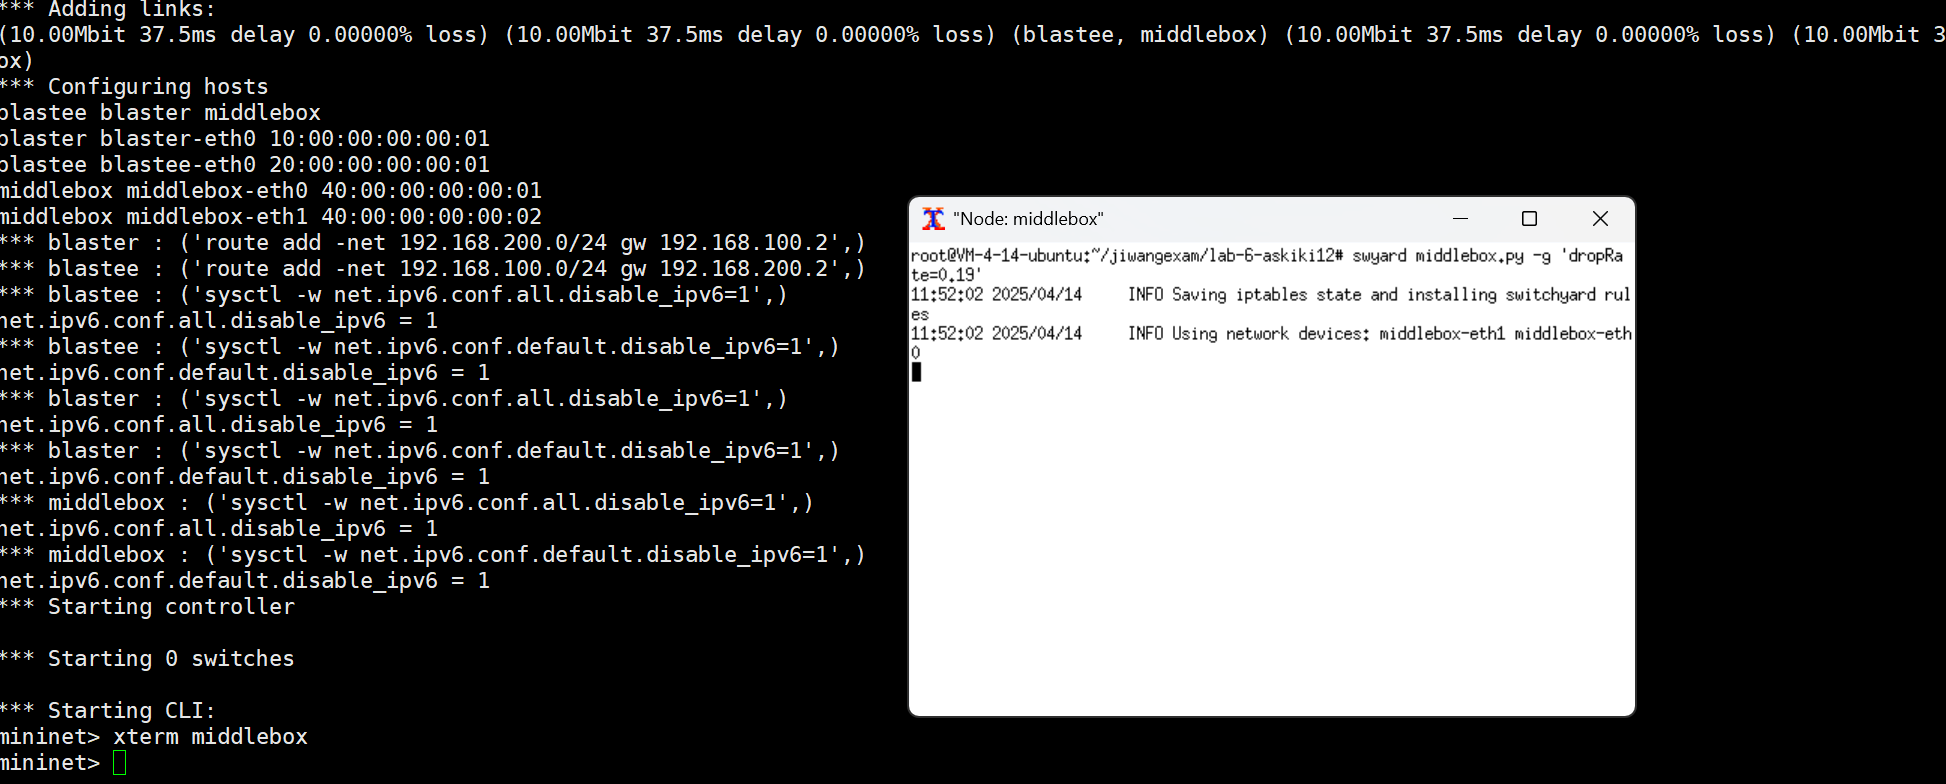 *** Adding links:
(10.00Mbit 37.5ms delay 0.00000% loss) (10.00Mbit 37.5ms delay 0.00000% loss) (blastee, middlebox) (10.00Mbit 37.5ms delay 0.00000% loss) (10.00Mbit 3
ox)
*** Configuring hosts
blastee blaster middlebox
blaster blaster-eth0 10:00:00:00:00:01
blastee blastee-eth0 20:00:00:00:00:01
middlebox middlebox-eth0 40:00:00:00:00:01
middlebox middlebox-eth1 40:00:00:00:00:02
*** blaster : ('route add -net 192.168.200.0/24 gw 192.168.100.2',)
*** blastee : ('route add -net 192.168.100.0/24 gw 192.168.200.2',)
*** blastee : ('sysctl -w net.ipv6.conf.all.disable_ipv6=1',)
net.ipv6.conf.all.disable_ipv6 = 1
*** blastee : ('sysctl -w net.ipv6.conf.default.disable_ipv6=1',)
net.ipv6.conf.default.disable_ipv6 = 1
*** blaster : ('sysctl -w net.ipv6.conf.all.disable_ipv6=1',)
net.ipv6.conf.all.disable_ipv6 = 1
*** blaster : ('sysctl -w net.ipv6.conf.default.disable_ipv6=1',)
net.ipv6.conf.default.disable_ipv6 = 1
*** middlebox : ('sysctl -w net.ipv6.conf.all.disable_ipv6=1',)
net.ipv6.conf.all.disable_ipv6 = 1
*** middlebox : ('sysctl -w net.ipv6.conf.default.disable_ipv6=1',)
net.ipv6.conf.default.disable_ipv6 = 1
*** Starting controller
*** Starting 0 switches
*** Starting CLI:
mininet> xterm middlebox
mininet>
"Node: middlebox"
root@VM-4-14-ubuntu:~/jiwangexam/lab-6-askiki12# swyard middlebox.py -g 'dropRa
te=0.19'
11:52:02 2025/04/14 INFO Saving iptables state and installing switchyard rul
es
11:52:02 2025/04/14 INFO Using network devices: middlebox-eth1 middlebox-eth
0